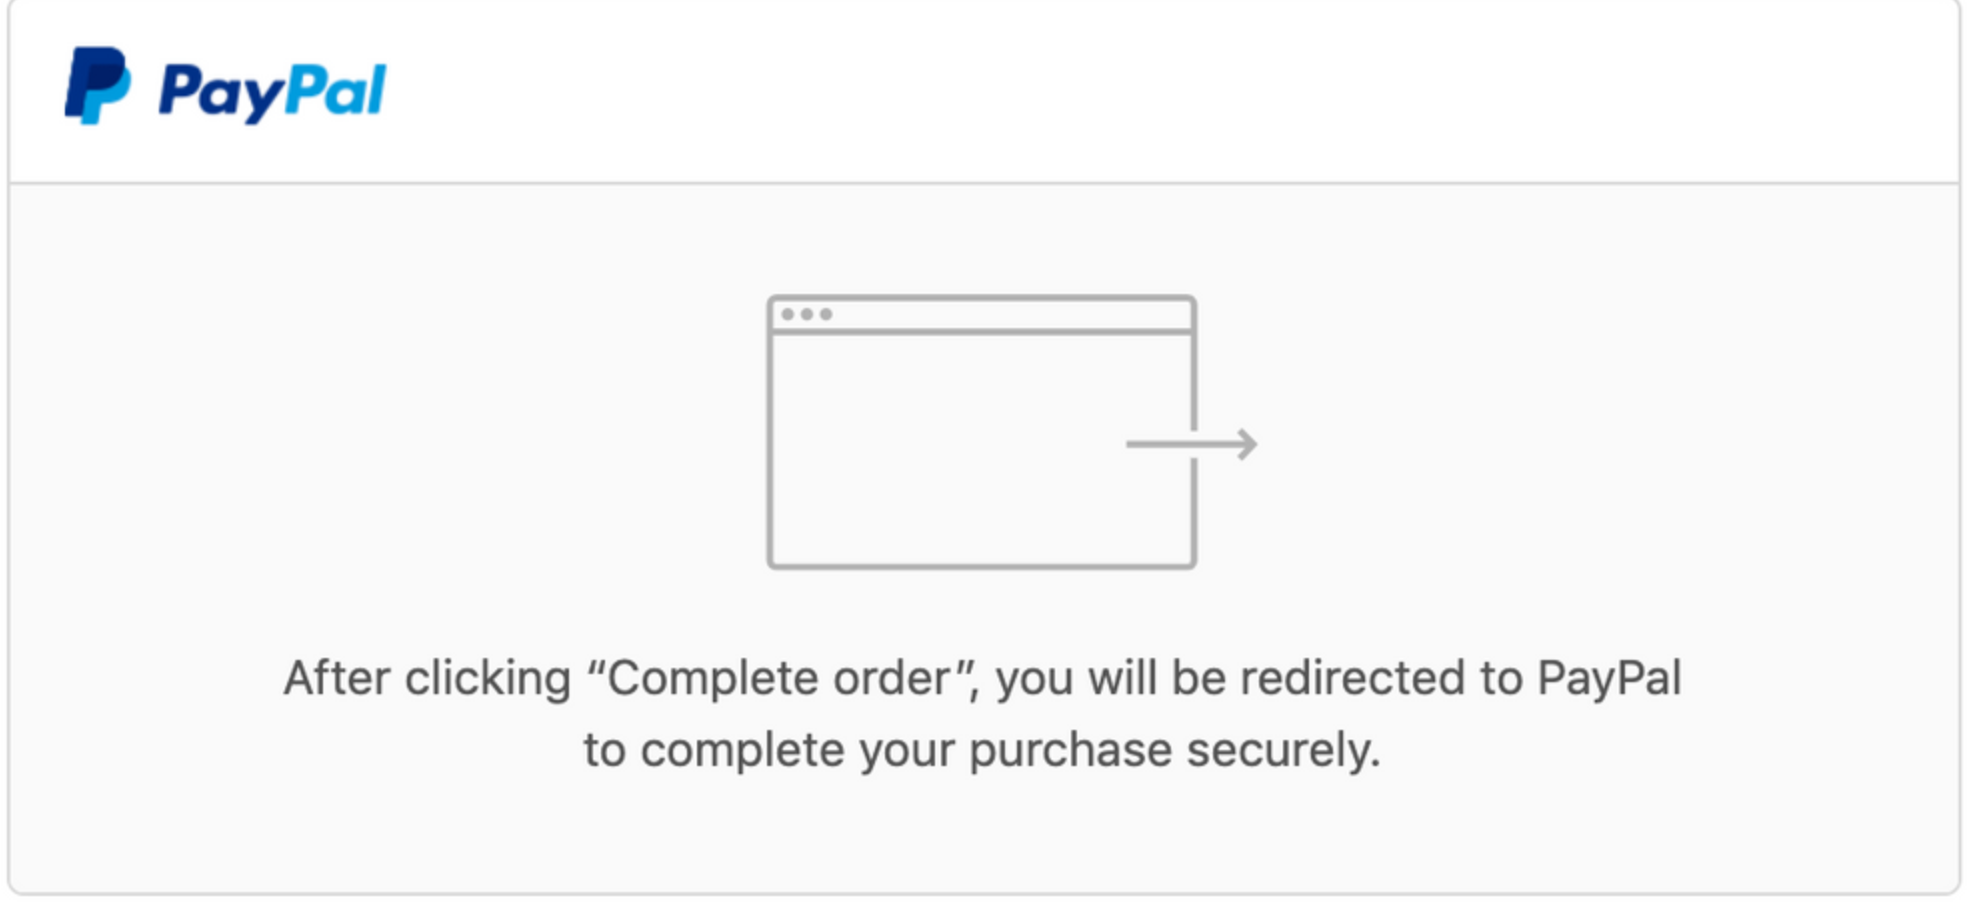 PayPal
After clicking “Complete order”, you will be redirected to PayPal
to complete your purchase securely.